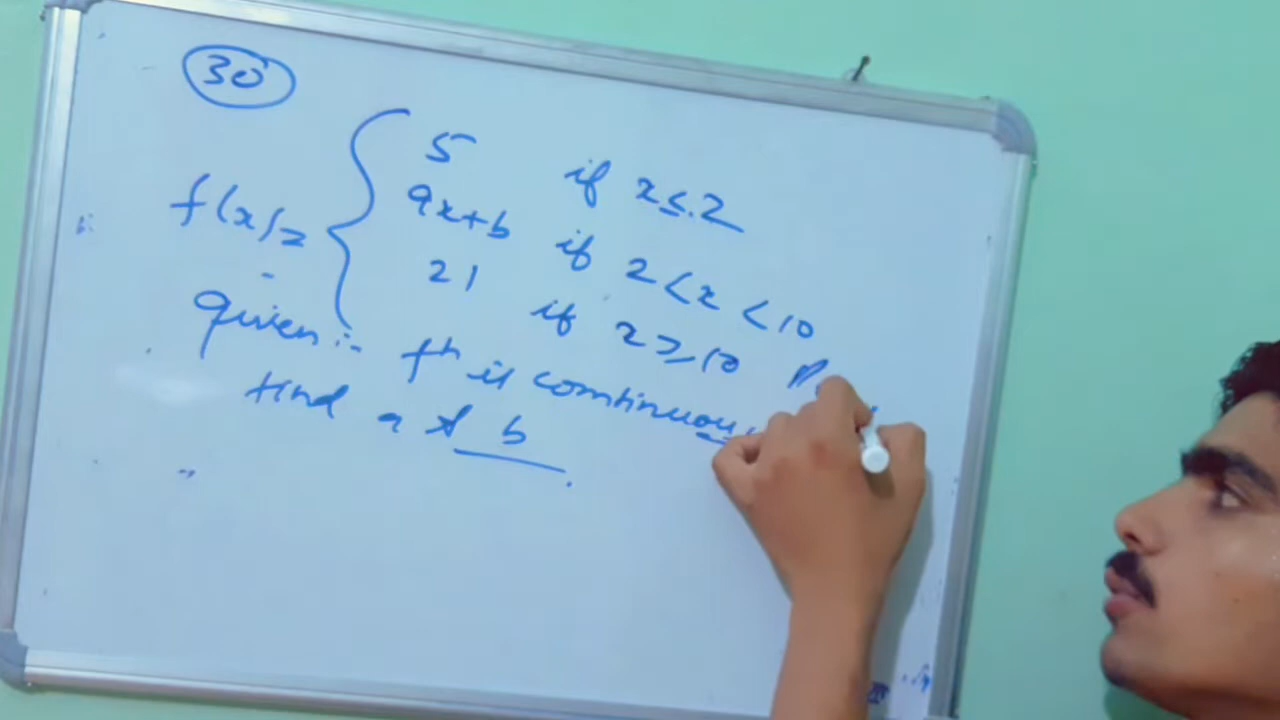 30
f(x)= { 5 if x≤2
ax+b if 2<x<10
21 if x≥10
given :- fn is continuous
find a & b